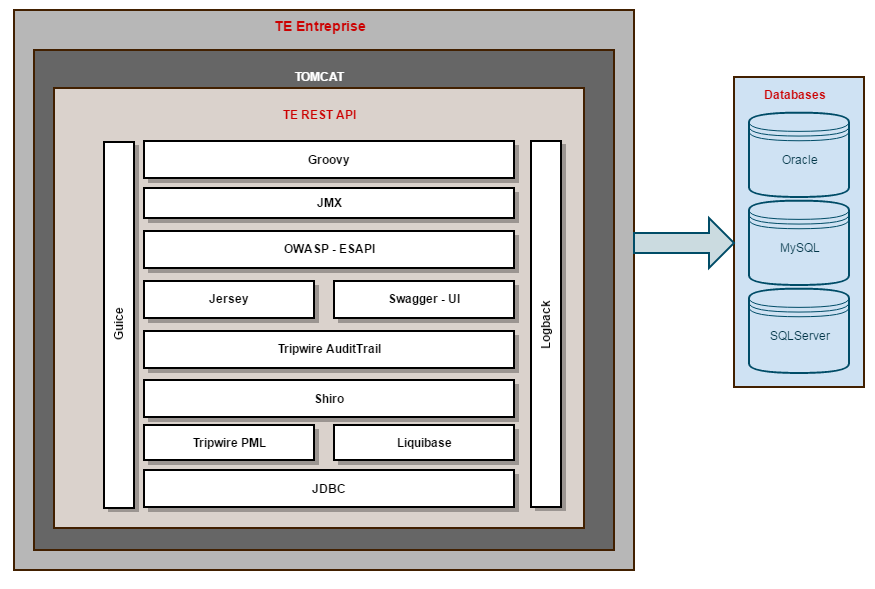 TE Entreprise
TOMCAT
TE REST API
Groovy
JMX
OWASP - ESAPI
Jersey
Swagger - UI
Tripwire AuditTrail
Shiro
Tripwire PML
Liquibase
JDBC
Guice
Logback
Databases
Oracle
MySQL
SQLServer